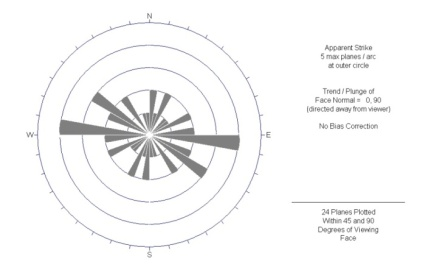 N
W
E
S
Apparent Strike
5 max planes / arc
at outer circle
Trend / Plunge of
Face Normal = 0, 90
(directed away from viewer)
No Bias Correction
24 Planes Plotted
Within 45 and 90
Degrees of Viewing
Face